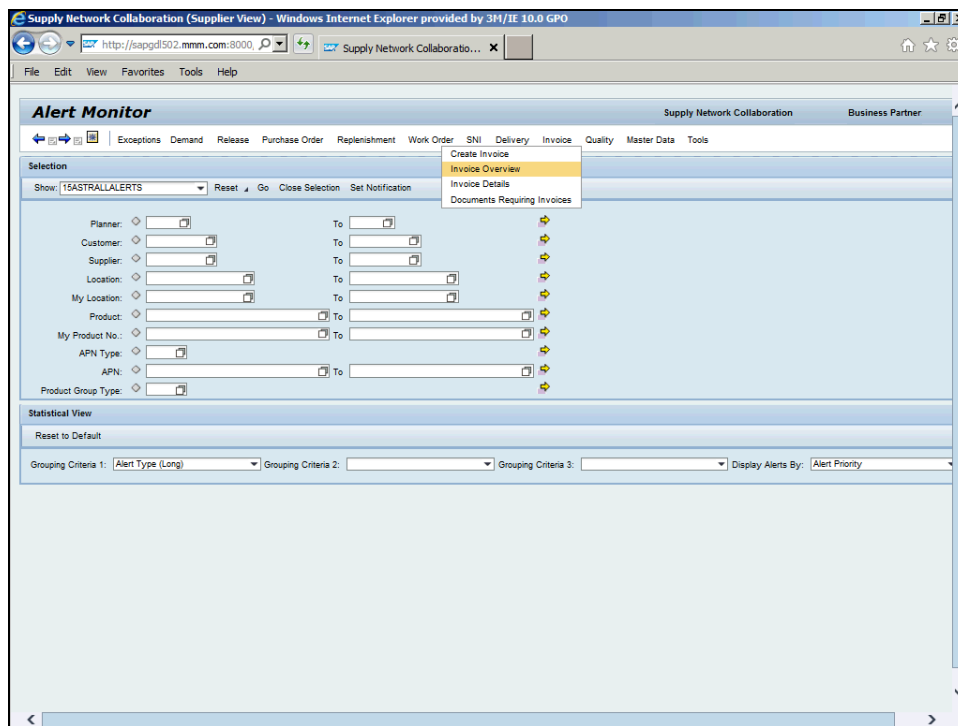 Supply Network Collaboration (Supplier View) - Windows Internet Explorer provided by 3M/IE 10.0 GPO
http://sapgdl502.mmm.com:8000, Supply Network Collaboratio...
File Edit View Favorites Tools Help
Alert Monitor Supply Network Collaboration Business Partner
Exceptions Demand Release Purchase Order Replenishment Work Order SNI Delivery Invoice Quality Master Data Tools
Create Invoice
Invoice Overview
Invoice Details
Documents Requiring Invoices
Selection
Show: 15ASTRALLALERTS Reset Go Close Selection Set Notification
Planner: To
Customer: To
Supplier: To
Location: To
My Location: To
Product: To
My Product No.: To
APN Type:
APN: To
Product Group Type:
Statistical View
Reset to Default
Grouping Criteria 1: Alert Type (Long) Grouping Criteria 2: Grouping Criteria 3: Display Alerts By: Alert Priority